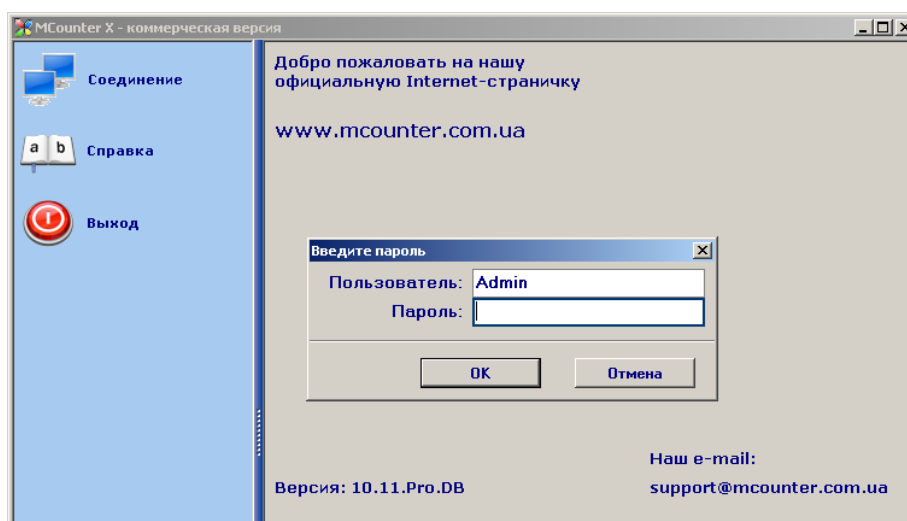 MCounter X - коммерческая версия
Соединение
Справка
Выход
Добро пожаловать на нашу
официальную Internet-страничку
www.mcounter.com.ua
Введите пароль
Пользователь: Admin
Пароль:
OK Отмена
Наш e-mail:
Версия: 10.11.Pro.DB support@mcounter.com.ua
a b